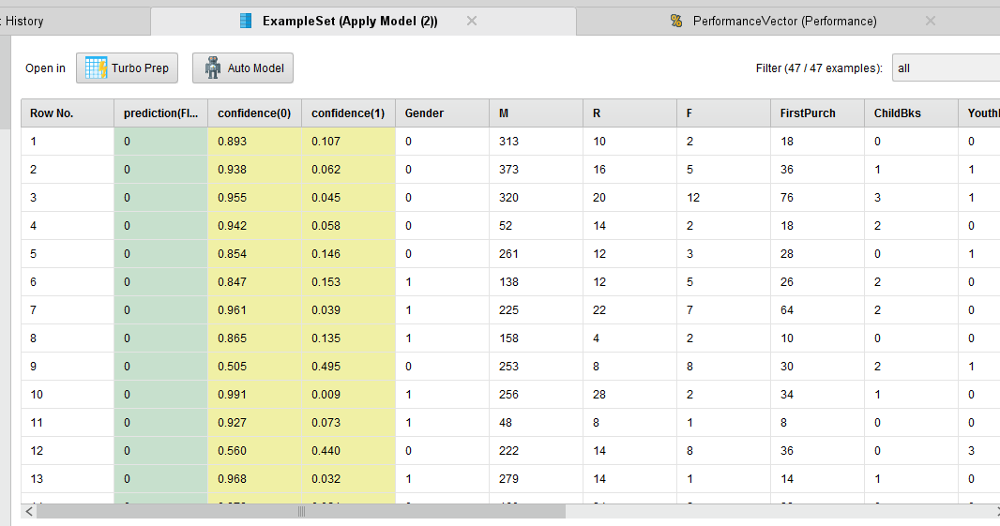 : History ExampleSet (Apply Model (2)) PerformanceVector (Performance)
Open in Turbo Prep Auto Model Filter (47 / 47 examples): all
Row No. prediction(Fl... confidence(0) confidence(1) Gender M R F FirstPurch ChildBks
1 0 0.893 0.107 0 313 10 2 18 0 0
2 0 0.938 0.062 0 373 16 5 36 1 1
3 0 0.955 0.045 0 320 20 12 76 3 1
4 0 0.942 0.058 0 52 14 2 18 2 0
5 0 0.854 0.146 0 261 12 3 28 0 1
6 0 0.847 0.153 1 138 12 5 26 2 0
7 0 0.961 0.039 1 225 22 7 64 2 0
8 0 0.865 0.135 1 158 4 2 10 0 0
9 0 0.505 0.495 0 253 8 8 30 2 1
10 0 0.991 0.009 1 256 28 2 34 1 0
11 0 0.927 0.073 1 48 8 1 8 0 0
12 0 0.560 0.440 0 222 14 8 36 0 3
13 0 0.968 0.032 1 279 14 1 14 1 0